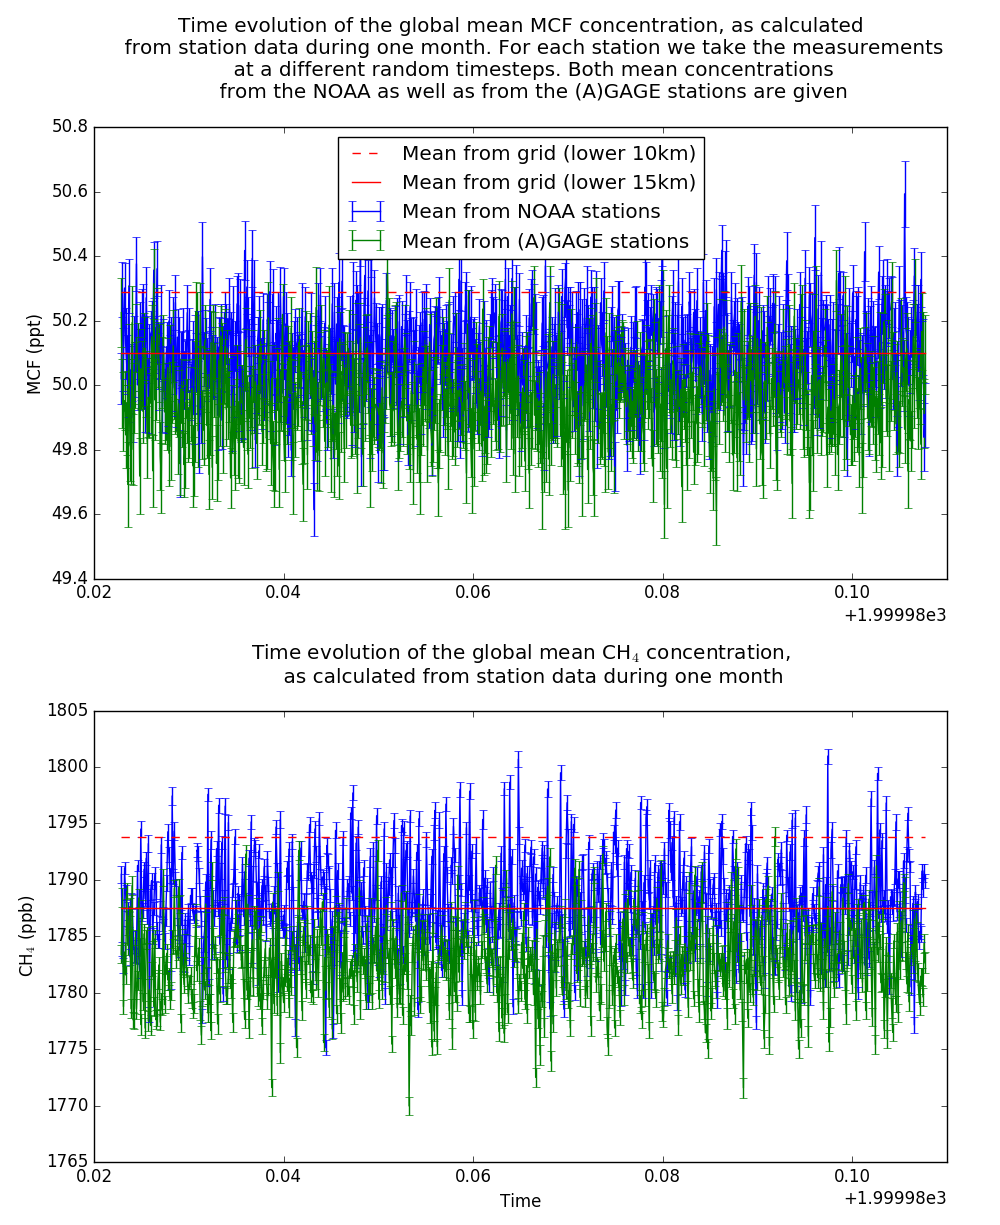 Time evolution of the global mean MCF concentration, as calculated
from station data during one month. For each station we take the measurements
at a different random timesteps. Both mean concentrations
from the NOAA as well as from the (A)GAGE stations are given
50.8
50.6
50.4
50.2
50.0
49.8
49.6
49.4
MCF (ppt)
Mean from grid (lower 10km)
Mean from grid (lower 15km)
Mean from NOAA stations
Mean from (A)GAGE stations
0.02 0.04 0.06 0.08 0.10
+1.99998e3
Time evolution of the global mean CH₄ concentration,
as calculated from station data during one month
1805
1800
1795
1790
1785
1780
1775
1770
1765
CH₄ (ppb)
0.02 0.04 0.06 0.08 0.10
Time
+1.99998e3